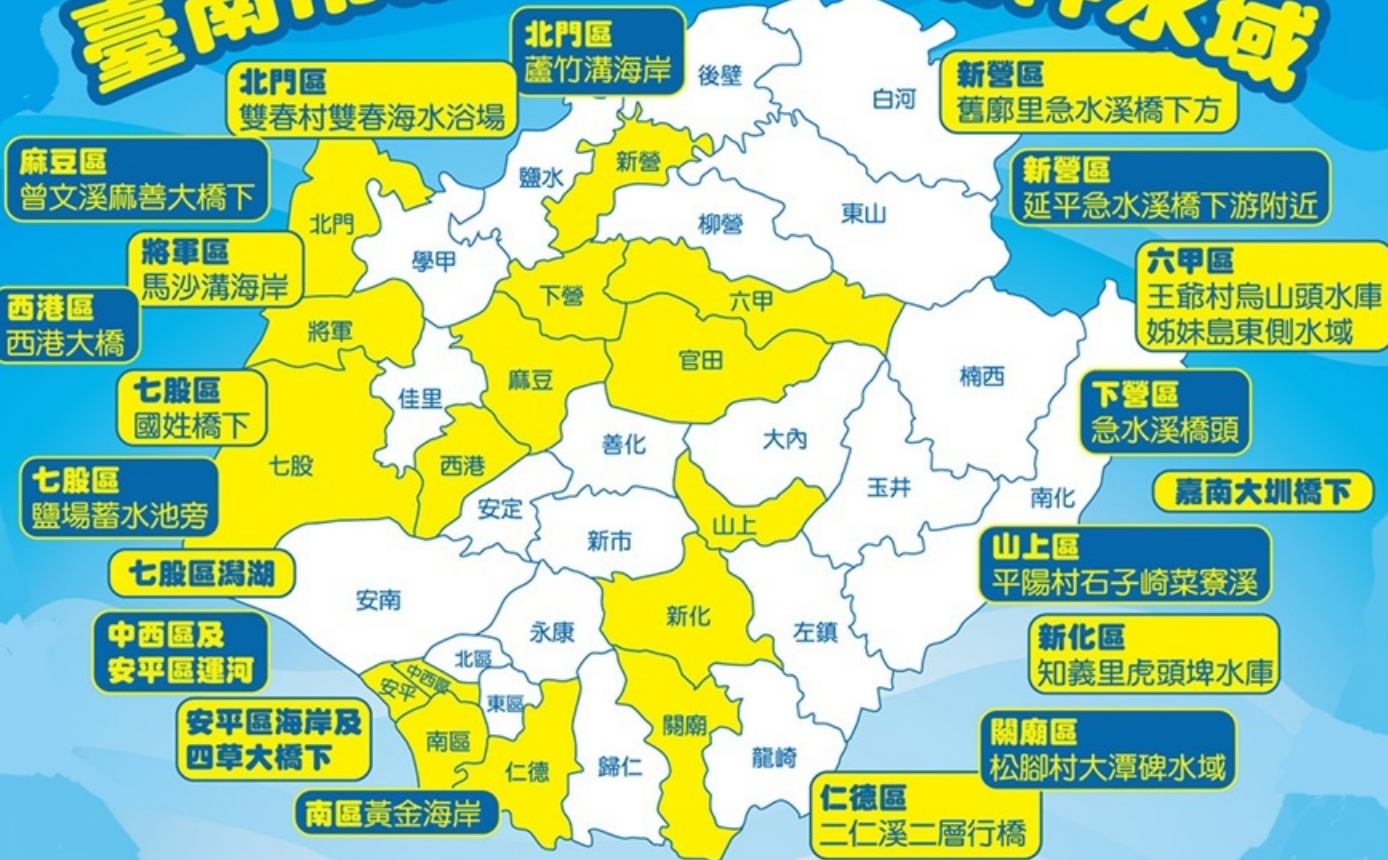 臺南
水域
北門區
蘆竹溝海岸
北門區
雙春村雙春海水浴場
麻豆區
曾文溪麻善大橋下
將軍區
馬沙溝海岸
西港區
西港大橋
七股區
國姓橋下
七股區
鹽場蓄水池旁
七股區潟湖
中西區及
安平區運河
安平區海岸及
四草大橋下
南區黃金海岸
新營區
舊廓里急水溪橋下方
新營區
延平急水溪橋下游附近
六甲區
王爺村烏山頭水庫
姊妹島東側水域
下營區
急水溪橋頭
嘉南大圳橋下
山上區
平陽村石子崎菜寮溪
新化區
知義里虎頭埤水庫
關廟區
松腳村大潭碑水域
仁德區
二仁溪二層行橋
後壁
白河
新營
鹽水
北門
學甲
柳營
東山
下營
六甲
將軍
官田
麻豆
佳里
楠西
善化
大內
七股
西港
玉井
南化
安定
山上
新市
安南
新化
永康
左鎮
北區
中西區
安平
東區
南區
關廟
仁德
歸仁
龍崎